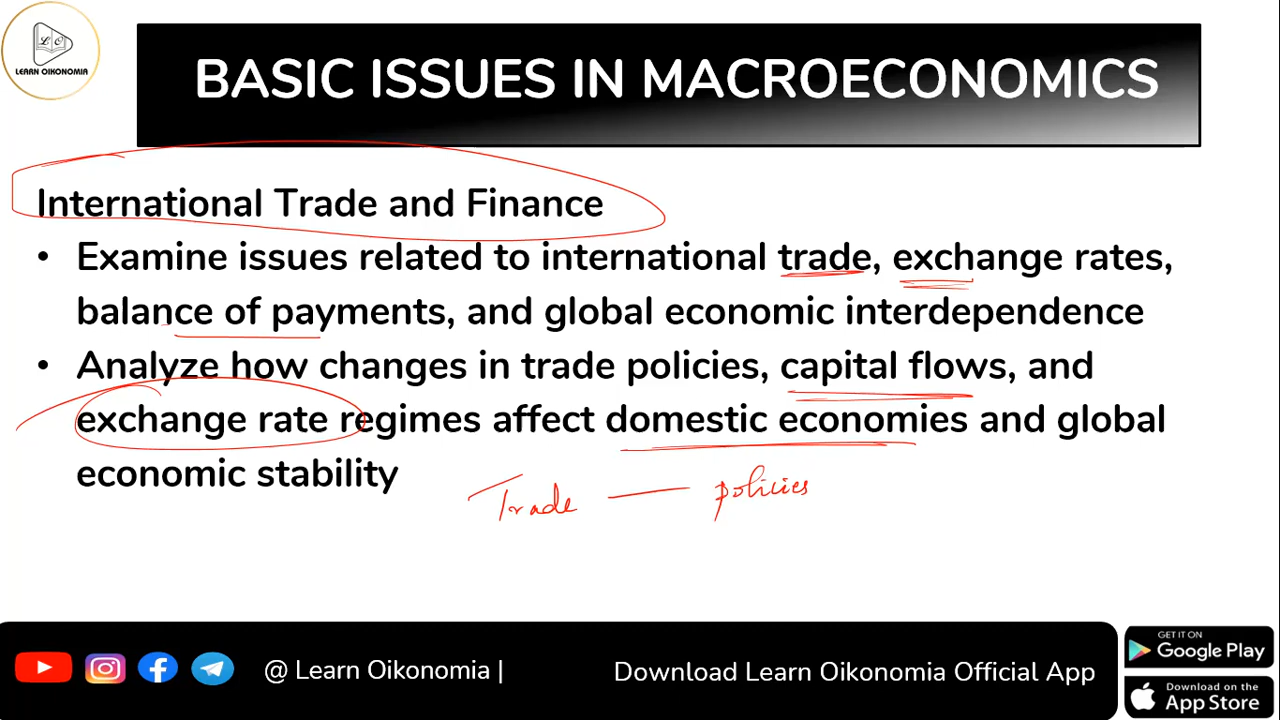 LO
LEARN OIKONOMIA
BASIC ISSUES IN MACROECONOMICS
International Trade and Finance
• Examine issues related to international trade, exchange rates,
balance of payments, and global economic interdependence
• Analyze how changes in trade policies, capital flows, and
exchange rate regimes affect domestic economies and global
economic stability
Trade — policies
@ Learn Oikonomia |
Download Learn Oikonomia Official App
GET IT ON
Google Play
Download on the
App Store